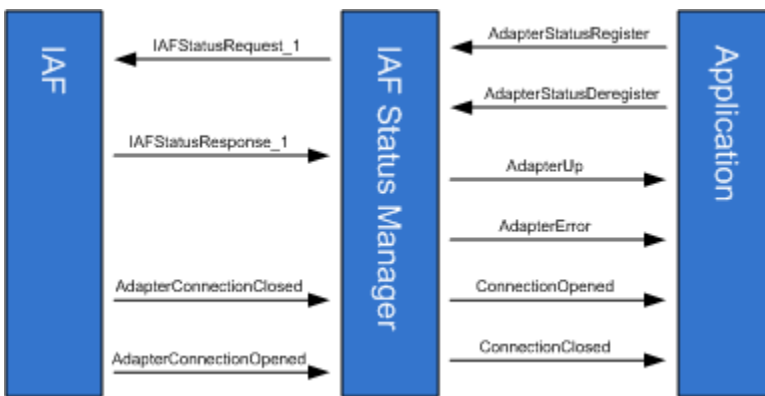 IAF
IAFStatusRequest_1
IAFStatusResponse_1
AdapterConnectionClosed
AdapterConnectionOpened
IAF Status Manager
AdapterStatusRegister
AdapterStatusDeregister
AdapterUp
AdapterError
ConnectionOpened
ConnectionClosed
Application